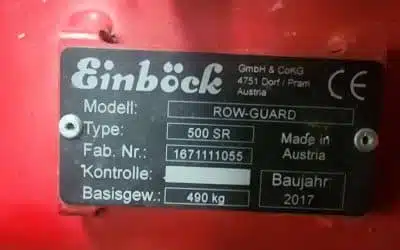 Einböck
GmbH & CoKG
4751 Dorf / Pram
Austria
CE
Modell: ROW-GUARD
Type: 500 SR
Fab. Nr.: 1671111055
Made in
Austria
Kontrolle:
Basisgew.: 490 kg
Baujahr
2017